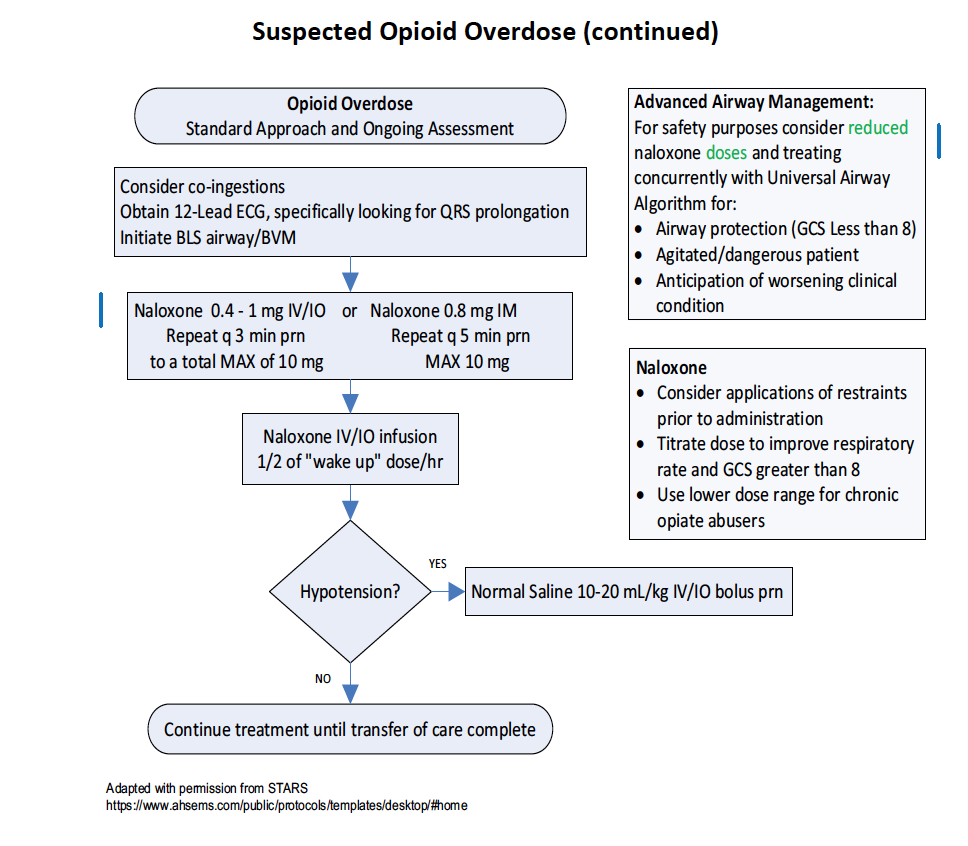 Suspected Opioid Overdose (continued)
Opioid Overdose
Standard Approach and Ongoing Assessment
Consider co-ingestions
Obtain 12-Lead ECG, specifically looking for QRS prolongation
Initiate BLS airway/BVM
Naloxone 0.4 - 1 mg IV/IO or Naloxone 0.8 mg IM
Repeat q 3 min prn Repeat q 5 min prn
to a total MAX of 10 mg MAX 10 mg
Naloxone IV/IO infusion
1/2 of "wake up" dose/hr
Hypotension?
YES
Normal Saline 10-20 mL/kg IV/IO bolus prn
NO
Continue treatment until transfer of care complete
Advanced Airway Management:
For safety purposes consider reduced
naloxone doses and treating
concurrently with Universal Airway
Algorithm for:
• Airway protection (GCS Less than 8)
• Agitated/dangerous patient
• Anticipation of worsening clinical
condition
Naloxone
• Consider applications of restraints
prior to administration
• Titrate dose to improve respiratory
rate and GCS greater than 8
• Use lower dose range for chronic
opiate abusers
Adapted with permission from STARS
https://www.ahsems.com/public/protocols/templates/desktop/#home